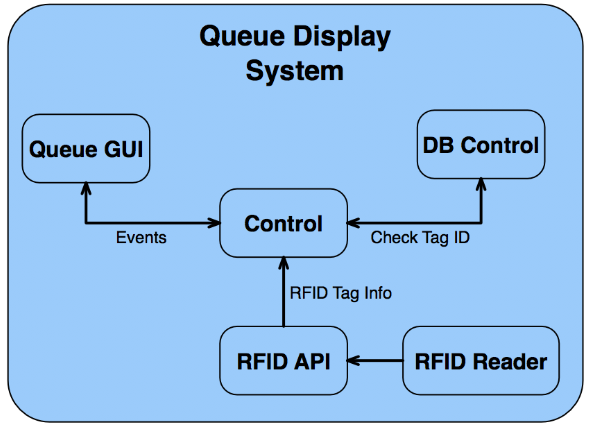 Queue Display
System
Queue GUI
DB Control
Control
Events
Check Tag ID
RFID Tag Info
RFID API
RFID Reader